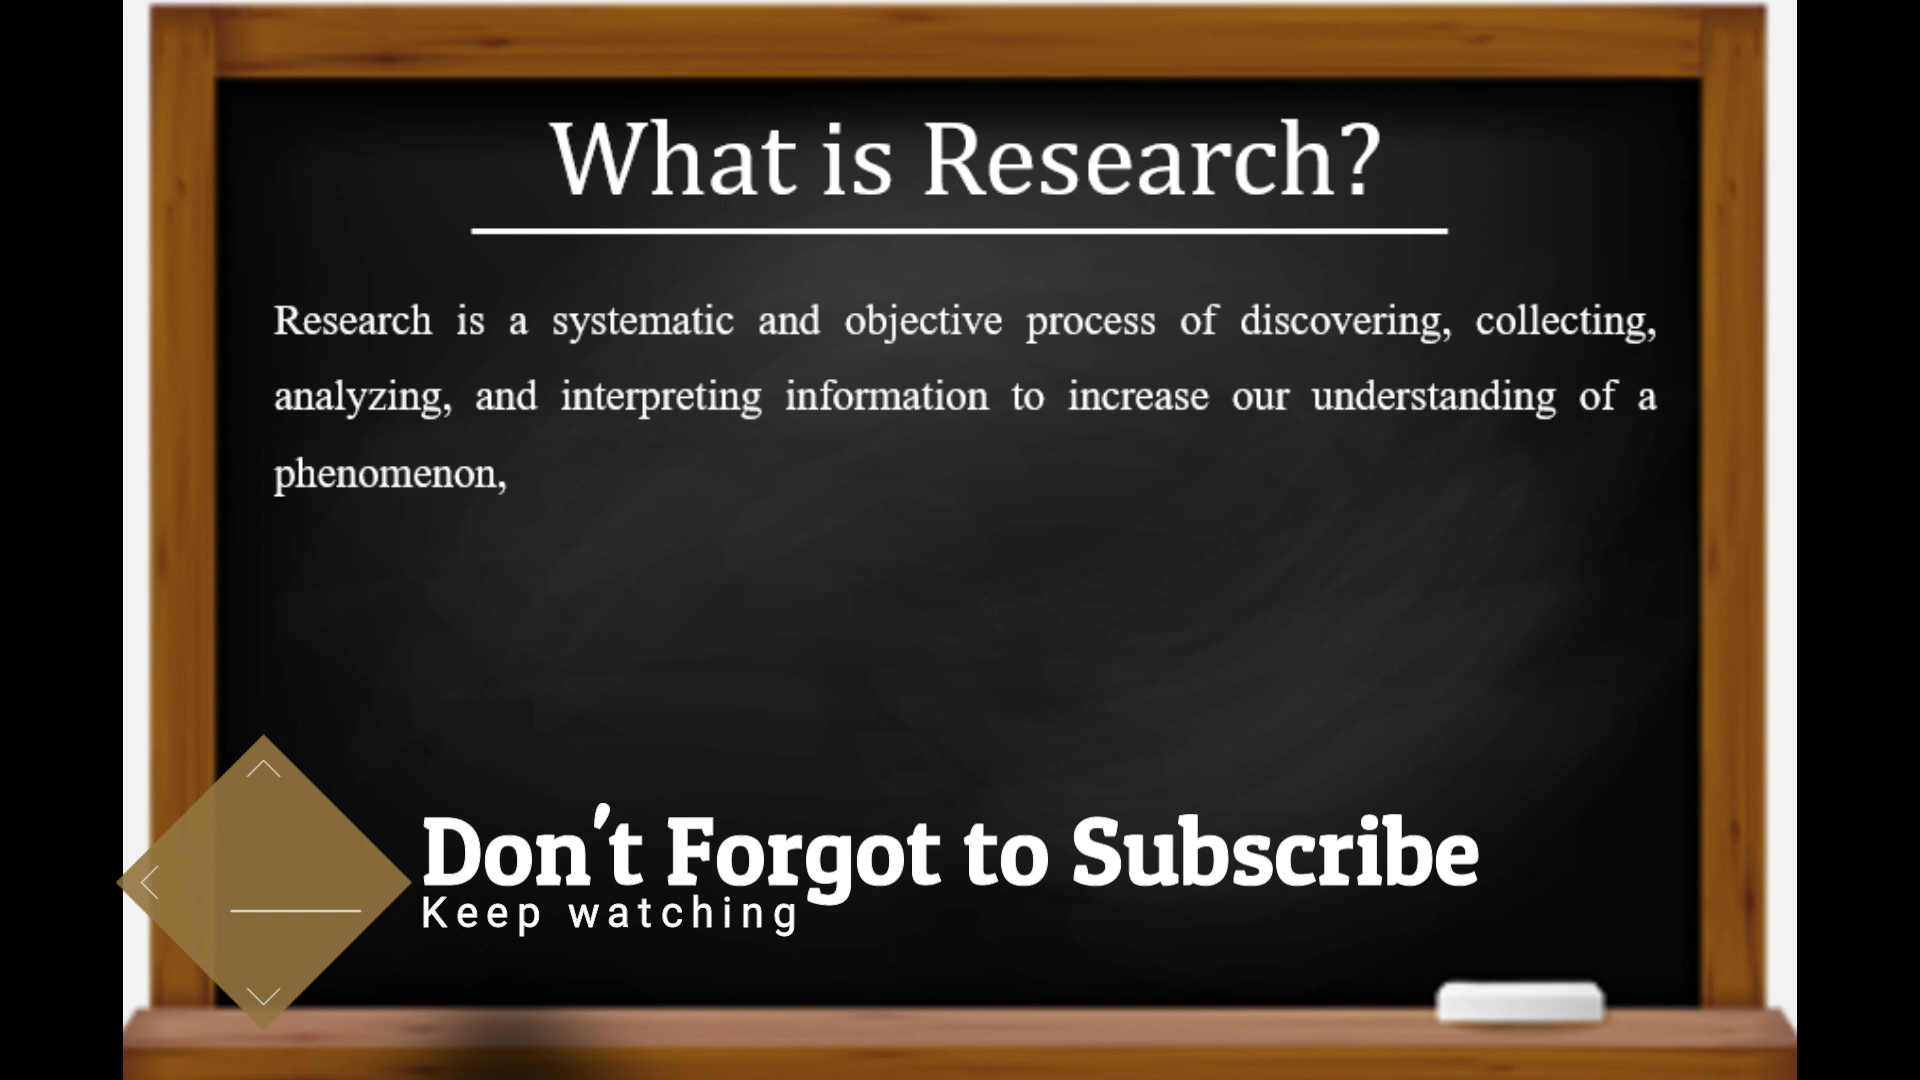 What is Research?
Research is a systematic and objective process of discovering, collecting,
analyzing, and interpreting information to increase our understanding of a
phenomenon,
Don't Forgot to Subscribe
Keep watching